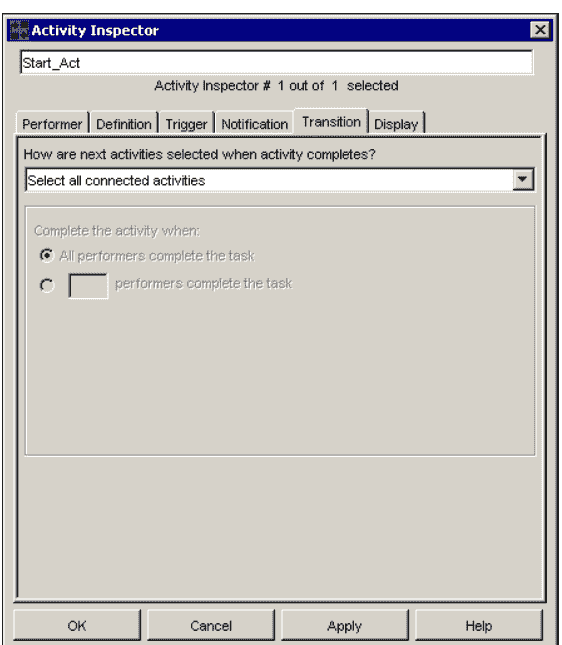 Activity Inspector
Start_Act
Activity Inspector # 1 out of 1 selected
Performer Definition Trigger Notification Transition Display
How are next activities selected when activity completes?
Select all connected activities
Complete the activity when:
All performers complete the task
performers complete the task
OK Cancel Apply Help